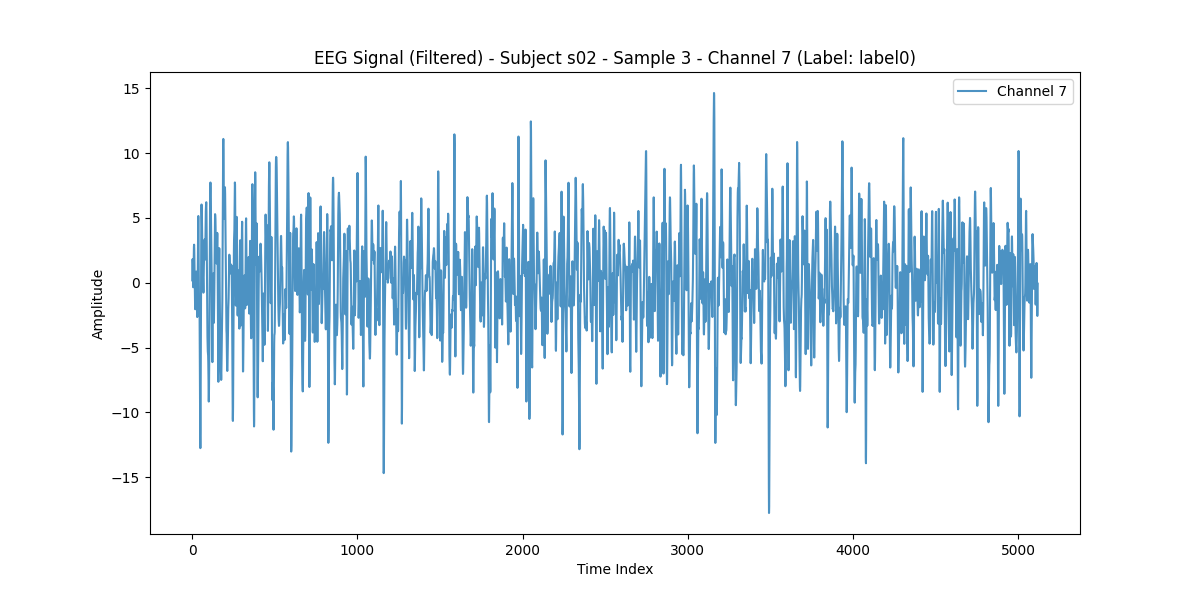 EEG Signal (Filtered) - Subject s02 - Sample 3 - Channel 7 (Label: label0)
Channel 7
15
10
5
0
−5
−10
−15
Amplitude
0 1000 2000 3000 4000 5000
Time Index